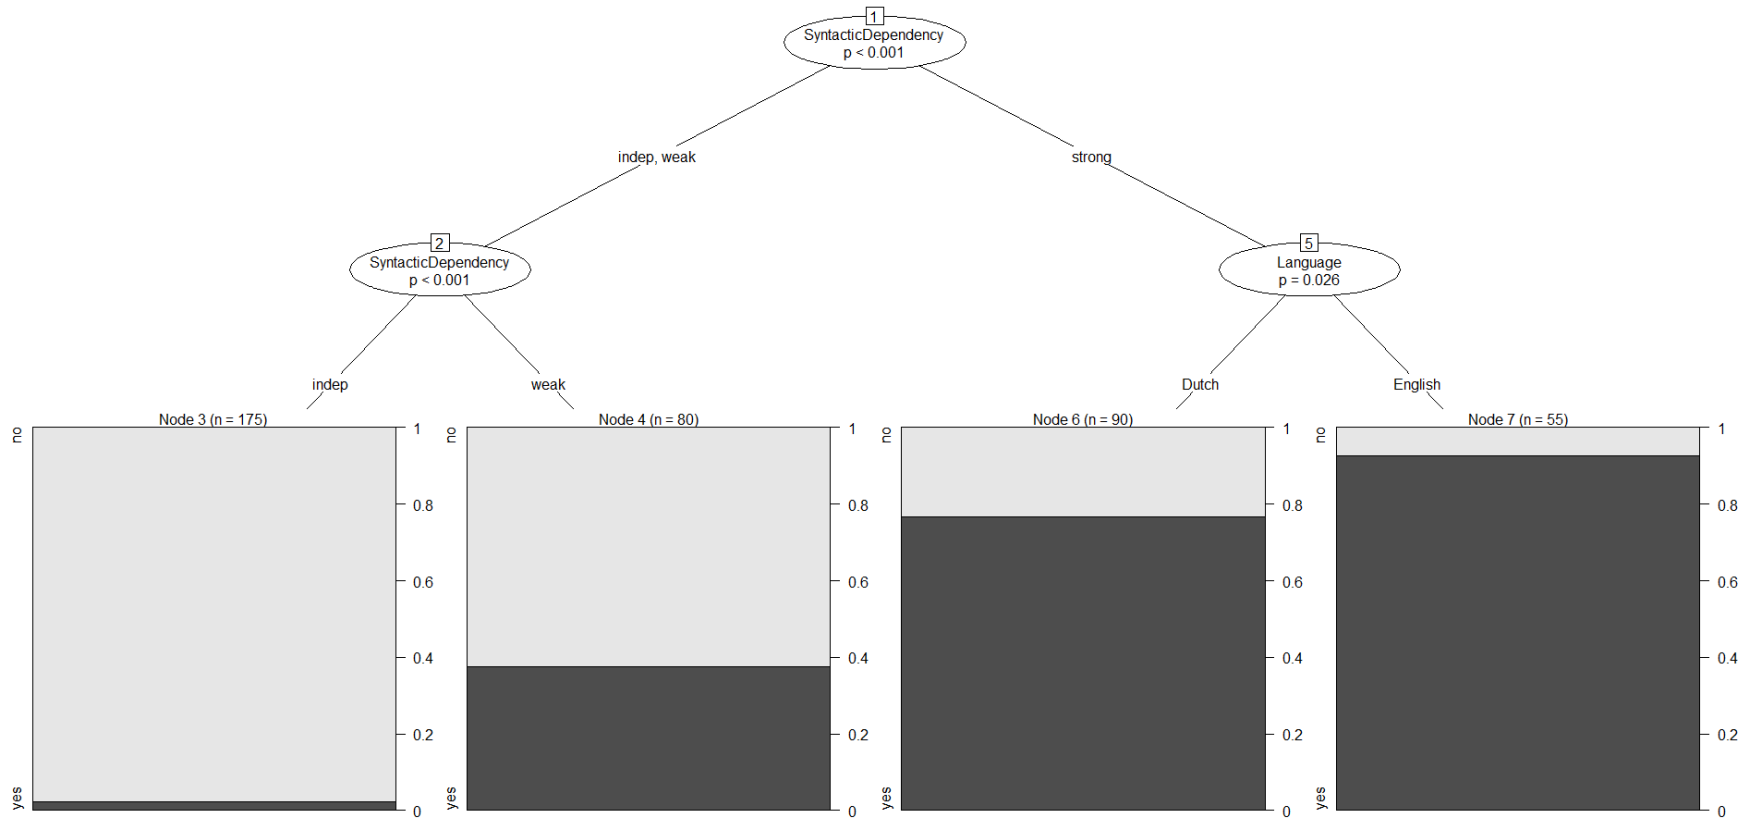 1
SyntacticDependency
p < 0.001
indep, weak
strong
2
SyntacticDependency
p < 0.001
5
Language
p = 0.026
indep
weak
Dutch
English
Node 3 (n = 175)
no
yes
1
0.8
0.6
0.4
0.2
0
Node 4 (n = 80)
no
yes
1
0.8
0.6
0.4
0.2
0
Node 6 (n = 90)
no
yes
1
0.8
0.6
0.4
0.2
0
Node 7 (n = 55)
no
yes
1
0.8
0.6
0.4
0.2
0